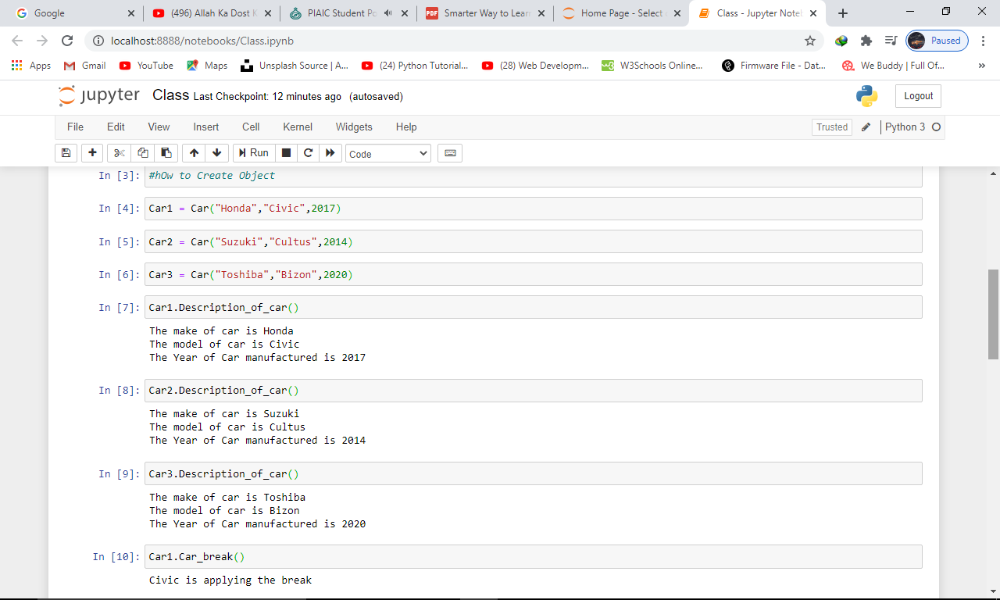 Google
(496) Allah Ka Dost K
PIAIC Student Po
PDF Smarter Way to Lear
Home Page - Select
Class - Jupyter Note
localhost:8888/notebooks/Class.ipynb
Paused
Apps
Gmail
YouTube
Maps
Unsplash Source | A...
(24) Python Tutorial...
(28) Web Developm...
W3Schools Online...
Firmware File - Dat...
We Buddy | Full Of...
»
jupyter Class Last Checkpoint: 12 minutes ago (autosaved)
Logout
File Edit View Insert Cell Kernel Widgets Help
Trusted
Python 3
Run
Code
In [3]: #hOw to Create Object
In [4]: Car1 = Car("Honda","Civic",2017)
In [5]: Car2 = Car("Suzuki","Cultus",2014)
In [6]: Car3 = Car("Toshiba","Bizon",2020)
In [7]: Car1.Description_of_car()
The make of car is Honda
The model of car is Civic
The Year of Car manufactured is 2017
In [8]: Car2.Description_of_car()
The make of car is Suzuki
The model of car is Cultus
The Year of Car manufactured is 2014
In [9]: Car3.Description_of_car()
The make of car is Toshiba
The model of car is Bizon
The Year of Car manufactured is 2020
In [10]: Car1.Car_break()
Civic is applying the break